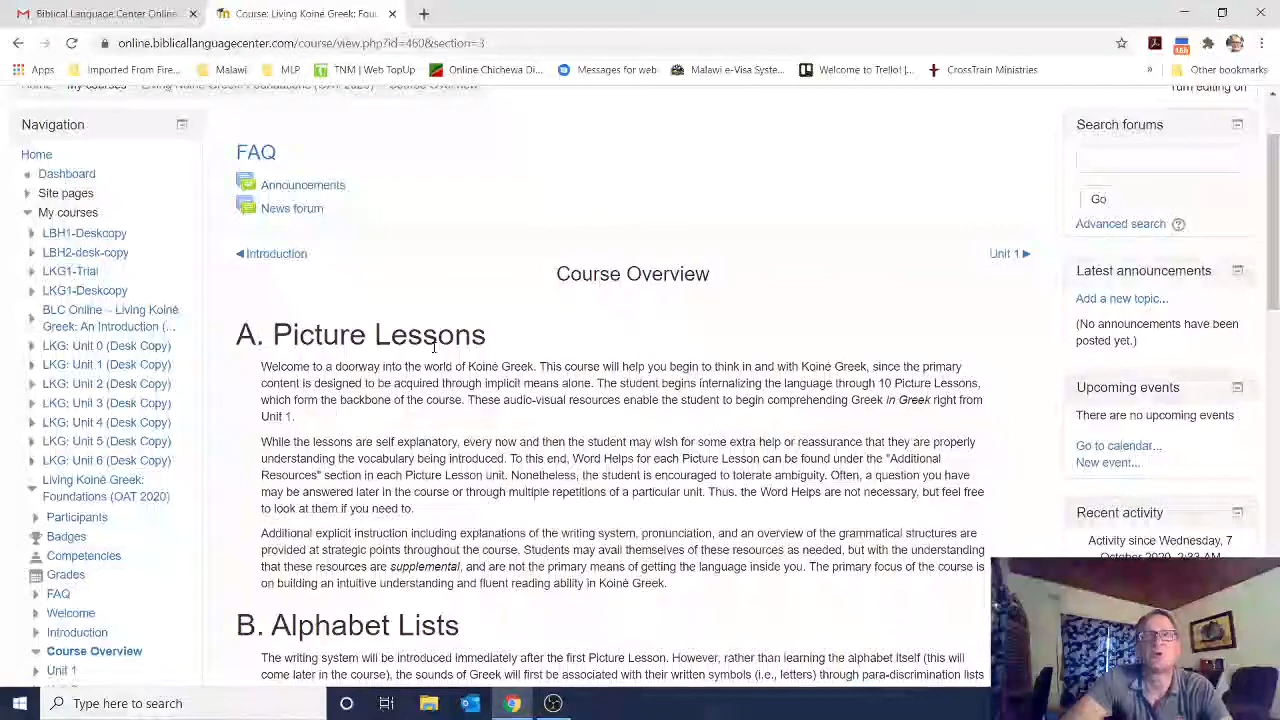 Biblical Language Center Online
Course: Living Koiné Greek: Fou
online.biblicallanguagecenter.com/course/view.php?id=460&section=3
Apps
Imported From Fire...
Malawi
MLP
TNM | Web TopUp
Online Chichewa Di...
Messages for web
Malawi e-Visa Syste...
Welcome to Trello! |...
CrossTrain Ministries
»
Other bookmarks
Home My courses Living Koiné Greek: Foundations (OAT 2020) Course Overview
Turn editing on
Navigation
Home
Dashboard
Site pages
My courses
LBH1-Deskcopy
LBH2-desk-copy
LKG1-Trial
LKG1-Deskcopy
BLC Online – Living Koiné
Greek: An Introduction (...
LKG: Unit 0 (Desk Copy)
LKG: Unit 1 (Desk Copy)
LKG: Unit 2 (Desk Copy)
LKG: Unit 3 (Desk Copy)
LKG: Unit 4 (Desk Copy)
LKG: Unit 5 (Desk Copy)
LKG: Unit 6 (Desk Copy)
Living Koiné Greek:
Foundations (OAT 2020)
Participants
Badges
Competencies
Grades
FAQ
Welcome
Introduction
Course Overview
Unit 1
FAQ
Announcements
News forum
◀ Introduction
Unit 1 ▶
Course Overview
A. Picture Lessons
Welcome to a doorway into the world of Koiné Greek. This course will help you begin to think in and with Koiné Greek, since the primary
content is designed to be acquired through implicit means alone. The student begins internalizing the language through 10 Picture Lessons,
which form the backbone of the course. These audio-visual resources enable the student to begin comprehending Greek in Greek right from
Unit 1.
While the lessons are self explanatory, every now and then the student may wish for some extra help or reassurance that they are properly
understanding the vocabulary being introduced. To this end, Word Helps for each Picture Lesson can be found under the "Additional
Resources" section in each Picture Lesson unit. Nonetheless, the student is encouraged to tolerate ambiguity. Often, a question you have
may be answered later in the course or through multiple repetitions of a particular unit. Thus, the Word Helps are not necessary, but feel free
to look at them if you need to.
Additional explicit instruction including explanations of the writing system, pronunciation, and an overview of the grammatical structures are
provided at strategic points throughout the course. Students may avail themselves of these resources as needed, but with the understanding
that these resources are supplemental, and are not the primary means of getting the language inside you. The primary focus of the course is
on building an intuitive understanding and fluent reading ability in Koiné Greek.
B. Alphabet Lists
The writing system will be introduced immediately after the first Picture Lesson. However, rather than learning the alphabet itself (this will
come later in the course), the sounds of Greek will first be associated with their written symbols (i.e., letters) through para-discrimination lists
Search forums
Go
Advanced search
Latest announcements
Add a new topic...
(No announcements have been
posted yet.)
Upcoming events
There are no upcoming events
Go to calendar...
New event...
Recent activity
Activity since Wednesday, 7
October 2020, 2:33 AM
Type here to search